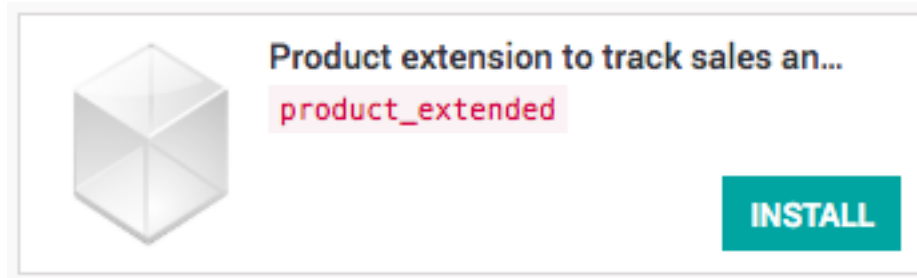 Product extension to track sales an...
product_extended
INSTALL